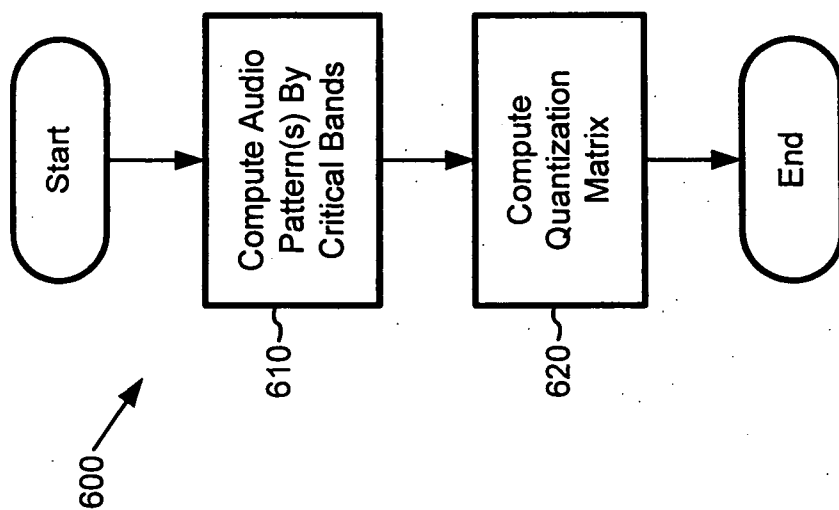 600
Start
610
Compute Audio
Pattern(s) By
Critical Bands
620
Compute
Quantization
Matrix
End